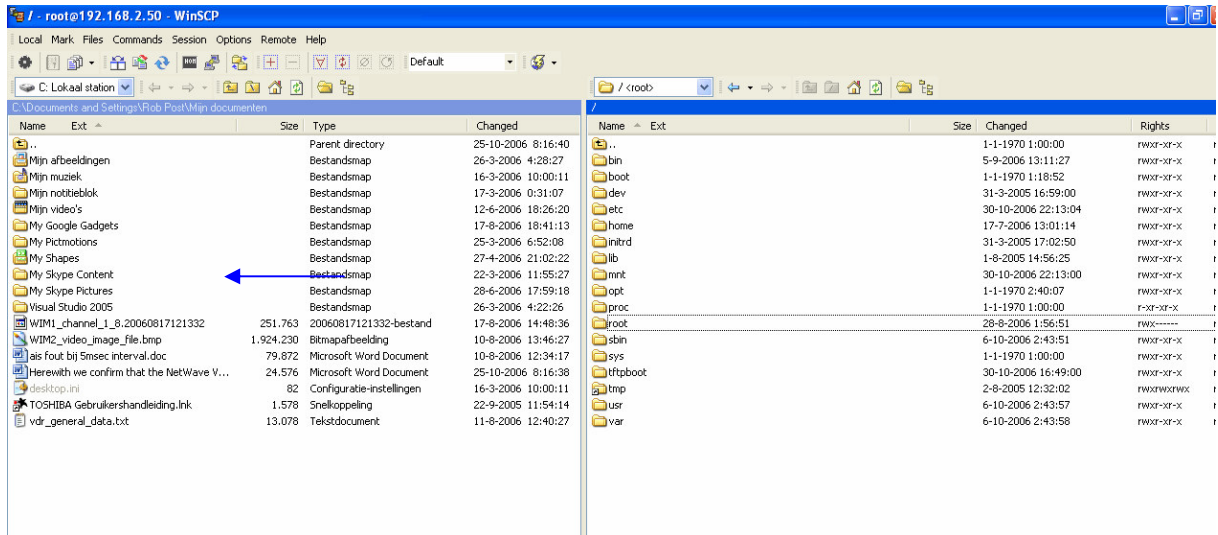 / - root@192.168.2.50 - WinSCP
Local Mark Files Commands Session Options Remote Help
Default
C: Lokaal station / <root>
C:\Documents and Settings\Rob Post\Mijn documenten /
Name Ext Size Type Changed Name Ext Size Changed Rights
.. Parent directory 25-10-2006 8:16:40 .. 1-1-1970 1:00:00 rwxr-xr-x
Mijn afbeeldingen Bestandsmap 26-3-2006 4:28:27 bin 5-9-2006 13:11:27 rwxr-xr-x
Mijn muziek Bestandsmap 16-3-2006 10:00:11 boot 1-1-1970 1:18:52 rwxr-xr-x
Mijn notitieblok Bestandsmap 17-3-2006 0:31:07 dev 31-3-2005 16:59:00 rwxr-xr-x
Mijn video's Bestandsmap 12-6-2006 18:26:20 etc 30-10-2006 22:13:04 rwxr-xr-x
My Google Gadgets Bestandsmap 17-8-2006 18:41:13 home 17-7-2006 13:01:14 rwxr-xr-x
My Pictmotions Bestandsmap 25-3-2006 6:52:08 initrd 31-3-2005 17:02:50 rwxr-xr-x
My Shapes Bestandsmap 27-4-2006 21:02:22 lib 1-8-2005 14:56:25 rwxr-xr-x
My Skype Content Bestandsmap 22-3-2006 11:55:27 mnt 30-10-2006 22:13:00 rwxr-xr-x
My Skype Pictures Bestandsmap 28-6-2006 17:59:18 opt 1-1-1970 2:40:07 rwxr-xr-x
Visual Studio 2005 Bestandsmap 26-3-2006 4:22:26 proc 1-1-1970 1:00:00 r-xr-xr-x
WIM1_channel_1_8.20060817121332 251.763 20060817121332-bestand 17-8-2006 14:48:36 root 28-8-2006 1:56:51 rwx------
WIM2_video_image_file.bmp 1.924.230 Bitmapafbeelding 10-8-2006 13:46:27 sbin 6-10-2006 2:43:51 rwxr-xr-x
ais fout bij 5msec interval.doc 79.872 Microsoft Word Document 10-8-2006 12:34:17 sys 1-1-1970 1:00:00 rwxr-xr-x
Herewith we confirm that the NetWave V... 24.576 Microsoft Word Document 25-10-2006 8:16:38 tftpboot 30-10-2006 16:49:00 rwxr-xr-x
desktop.ini 82 Configuratie-instellingen 16-3-2006 10:00:11 tmp 2-8-2005 12:32:02 rwxrwxrwx
TOSHIBA Gebruikershandleiding.lnk 1.578 Snelkoppeling 22-9-2005 11:54:14 usr 6-10-2006 2:43:57 rwxr-xr-x
vdr_general_data.txt 13.078 Tekstdocument 11-8-2006 12:40:27 var 6-10-2006 2:43:58 rwxr-xr-x